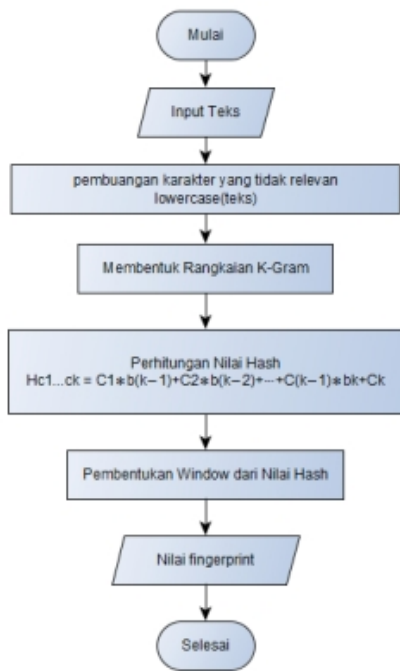 Mulai
Input Teks
pembuangan karakter yang tidak relevan
lowercase(teks)
Membentuk Rangkaian K-Gram
Perhitungan Nilai Hash
Hc1...ck = C1*b(k−1)+C2*b(k−2)+···+C(k−1)*bk+Ck
Pembentukan Window dari Nilai Hash
Nilai fingerprint
Selesai